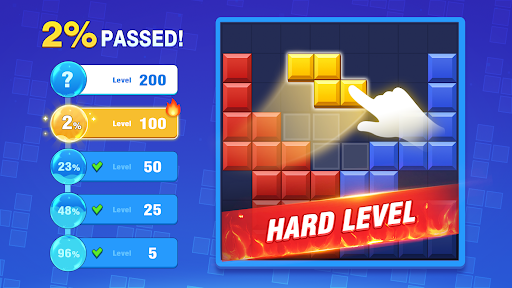 2% PASSED!
? Level 200
2% Level 100
23% Level 50
48% Level 25
96% Level 5
HARD LEVEL